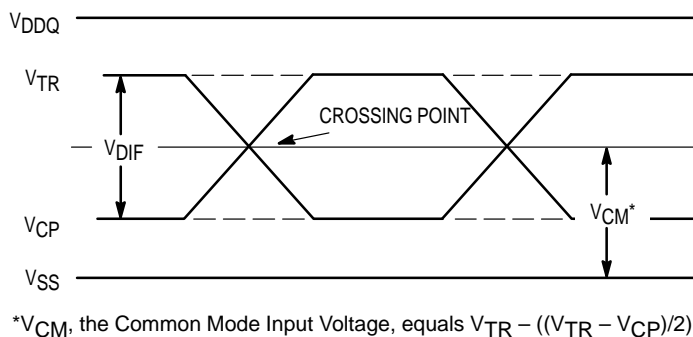 VDDQ
VTR
CROSSING POINT
VDIF
VCM*
VCP
VSS
*VCM, the Common Mode Input Voltage, equals VTR – ((VTR – VCP)/2)